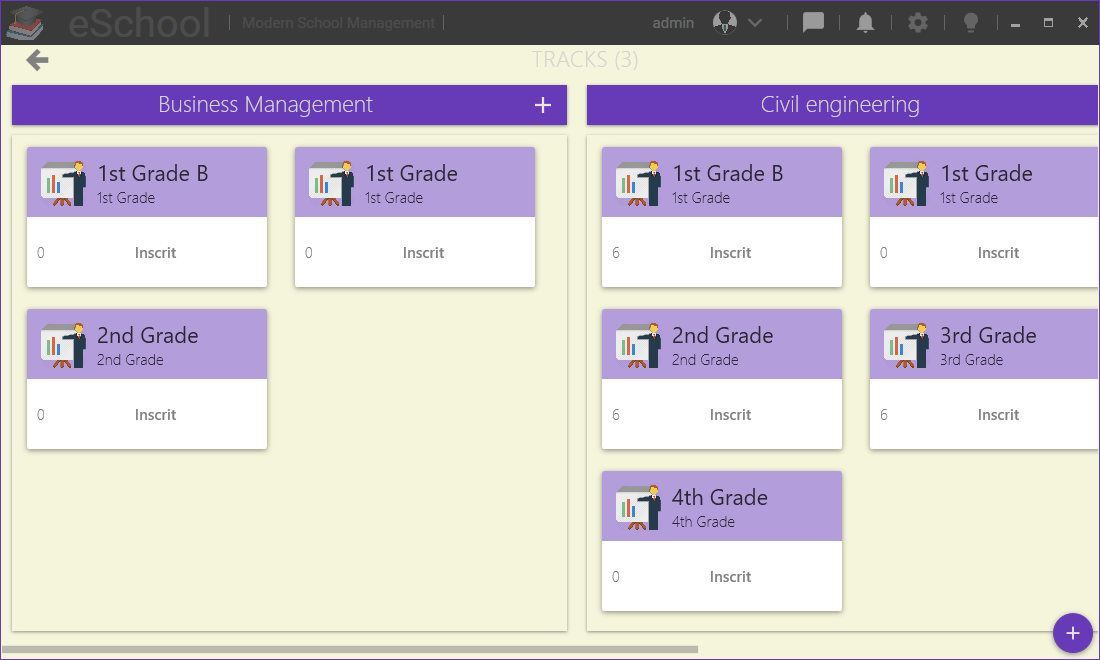 eSchool
Modern School Management
admin
TRACKS (3)
Business Management
+
Civil engineering
1st Grade B
1st Grade
0 Inscrit
1st Grade
1st Grade
0 Inscrit
2nd Grade
2nd Grade
0 Inscrit
1st Grade B
1st Grade
6 Inscrit
1st Grade
1st Grade
0 Inscrit
2nd Grade
2nd Grade
6 Inscrit
3rd Grade
3rd Grade
6 Inscrit
4th Grade
4th Grade
0 Inscrit
+